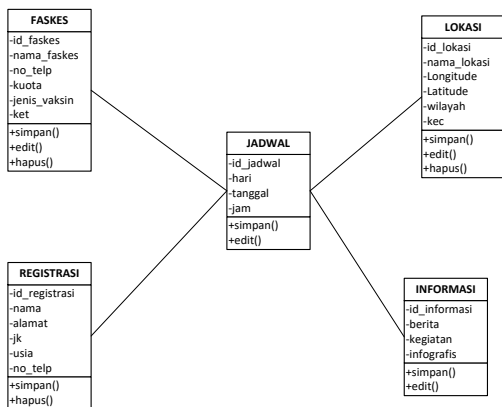 FASKES
-id_faskes
-nama_faskes
-no_telp
-kuota
-jenis_vaksin
-ket
+simpan()
+edit()
+hapus()
LOKASI
-id_lokasi
-nama_lokasi
-Longitude
-Latitude
-wilayah
-kec
+simpan()
+edit()
+hapus()
JADWAL
-id_jadwal
-hari
-tanggal
-jam
+simpan()
+edit()
REGISTRASI
-id_registrasi
-nama
-alamat
-jk
-usia
-no_telp
+simpan()
+hapus()
INFORMASI
-id_informasi
-berita
-kegiatan
-infografis
+simpan()
+edit()